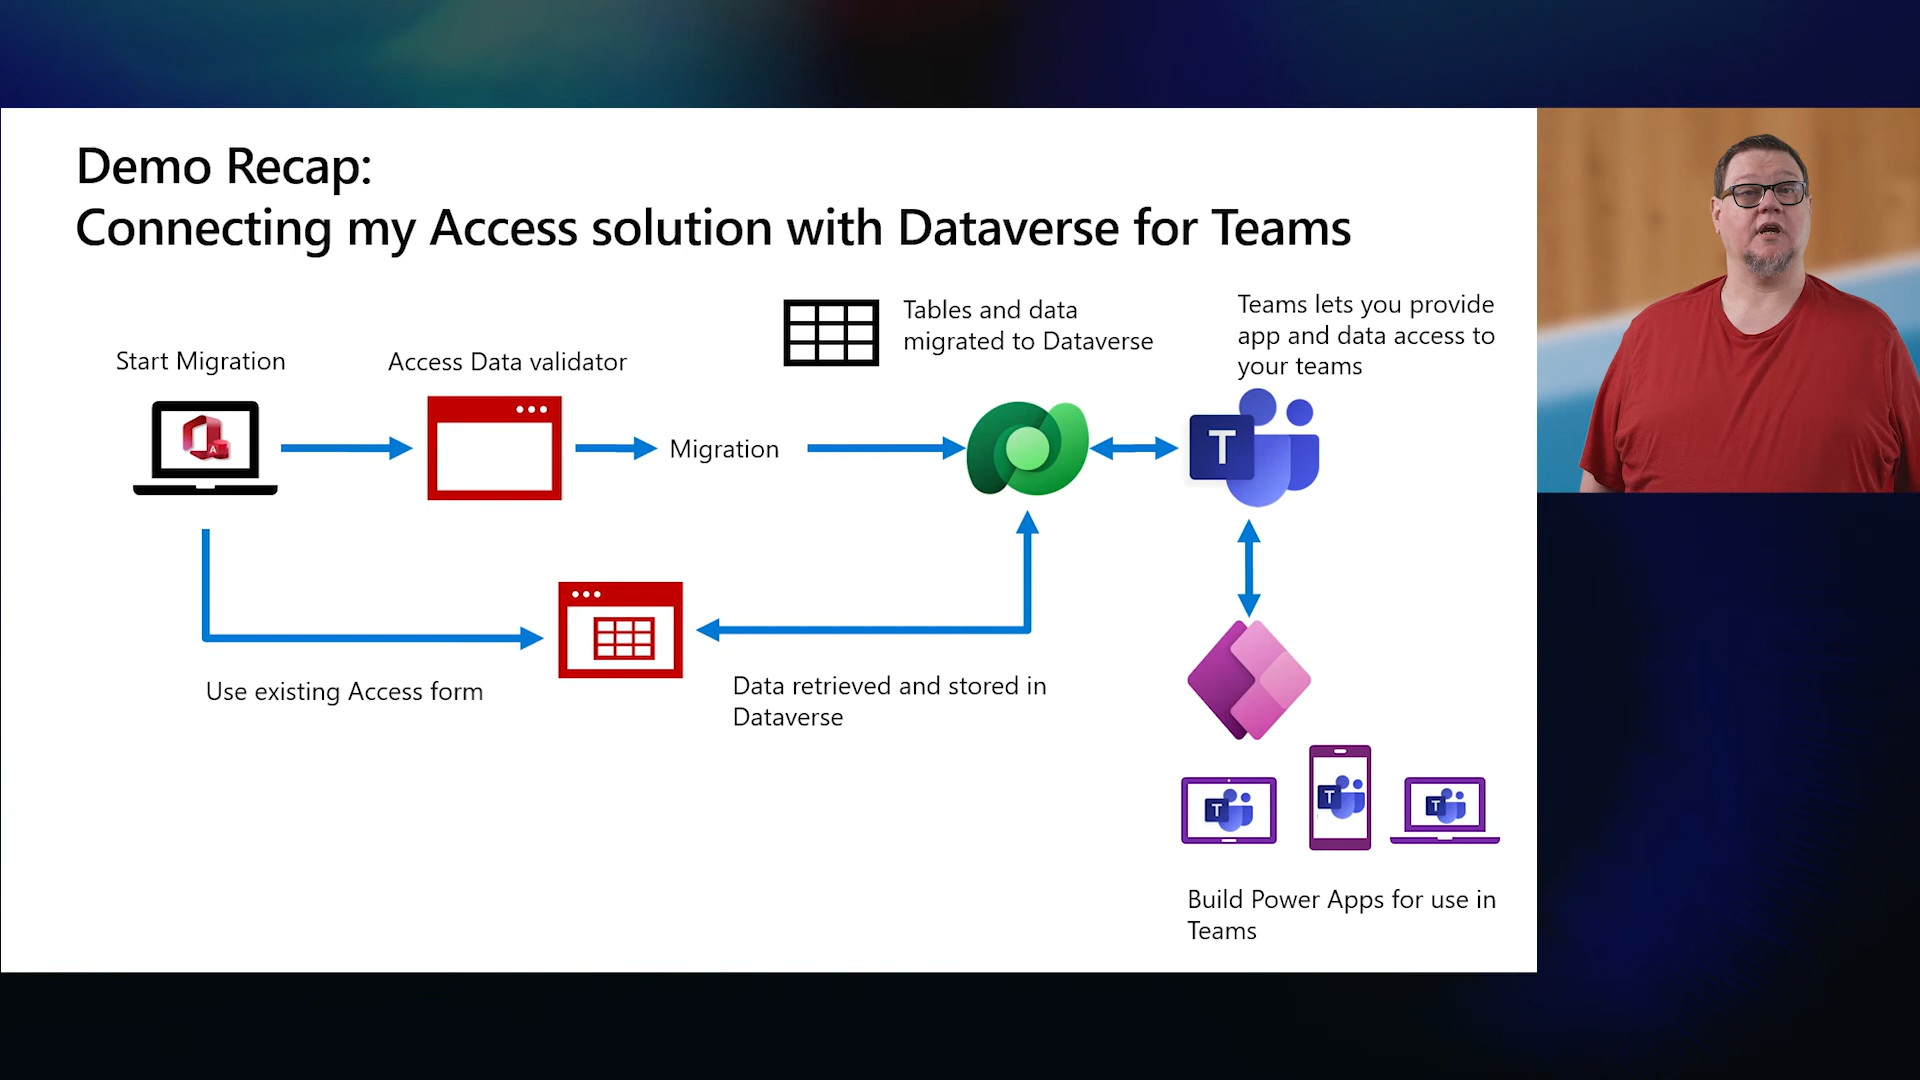 Demo Recap:
Connecting my Access solution with Dataverse for Teams
Tables and data
migrated to Dataverse
Teams lets you provide
app and data access to
your teams
Start Migration
Access Data validator
A
Migration
T
Use existing Access form
Data retrieved and stored in
Dataverse
T
T
T
Build Power Apps for use in
Teams